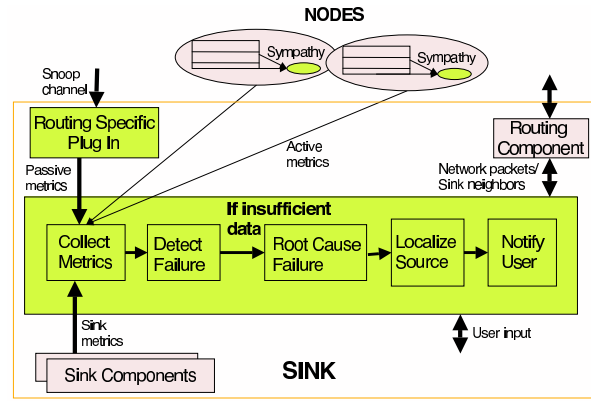 NODES
Sympathy
Sympathy
Snoop
channel
Routing Specific
Plug In
Routing
Component
Passive
metrics
Active
metrics
Network packets/
Sink neighbors
If insufficient
data
Collect
Metrics
Detect
Failure
Root Cause
Failure
Localize
Source
Notify
User
Sink
metrics
User input
Sink Components
SINK